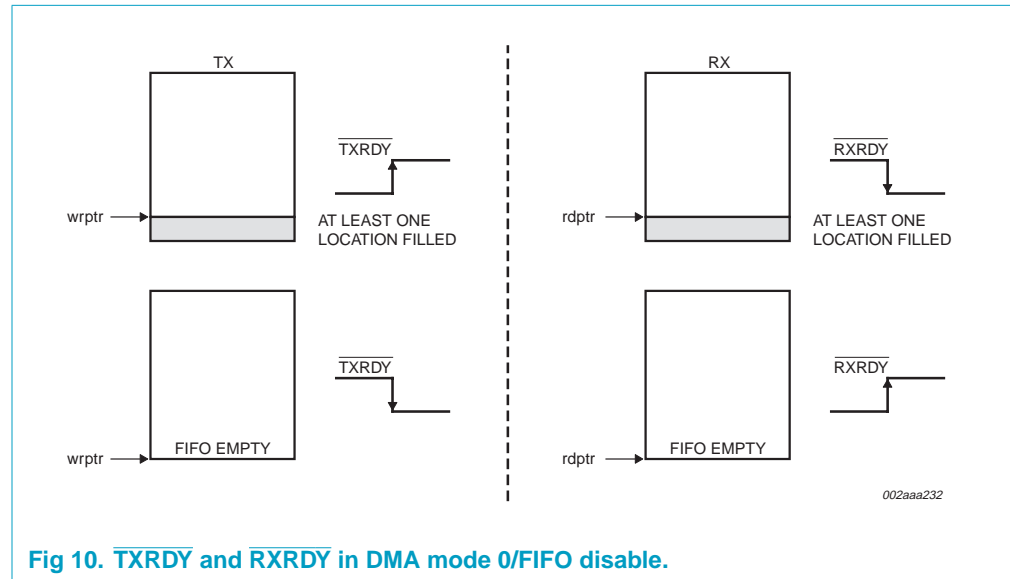 TX
TXRDY
wrptr
AT LEAST ONE
LOCATION FILLED
TXRDY
wrptr
FIFO EMPTY
RX
RXRDY
rdptr
AT LEAST ONE
LOCATION FILLED
RXRDY
rdptr
FIFO EMPTY
002aaa232
Fig 10. TXRDY and RXRDY in DMA mode 0/FIFO disable.